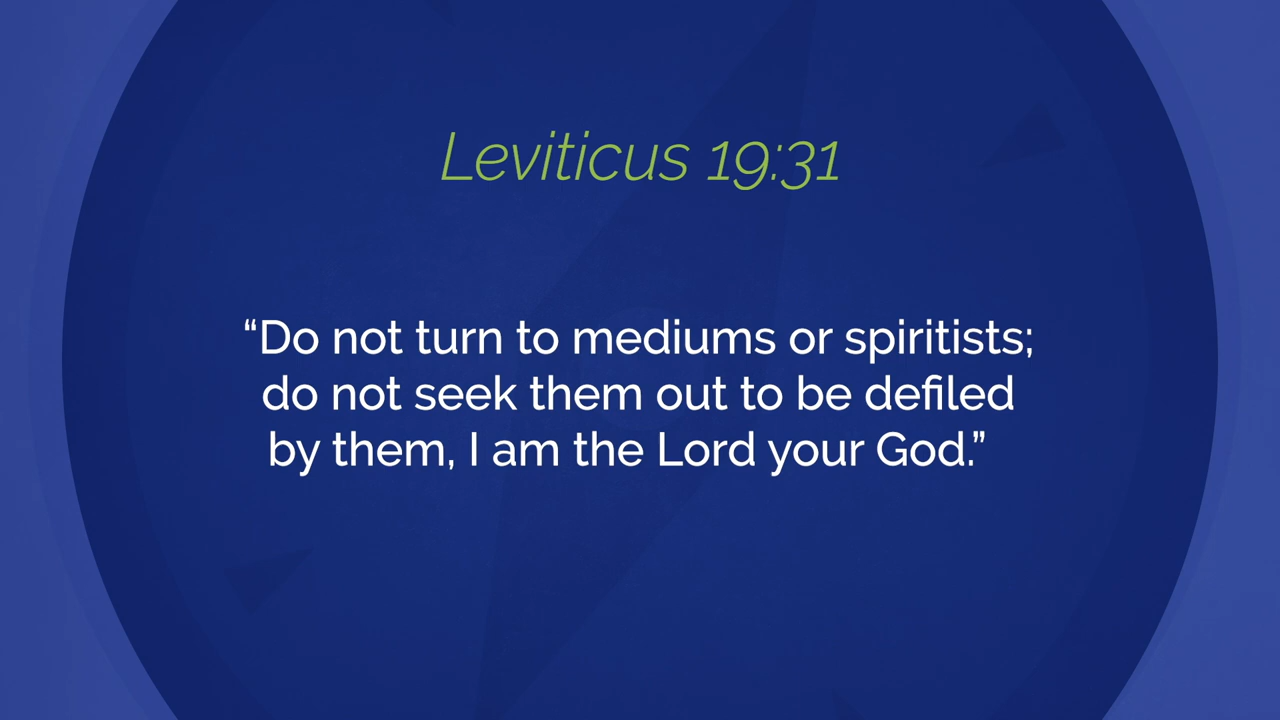 Leviticus 19:31
“Do not turn to mediums or spiritists;
do not seek them out to be defiled
by them, I am the Lord your God.”